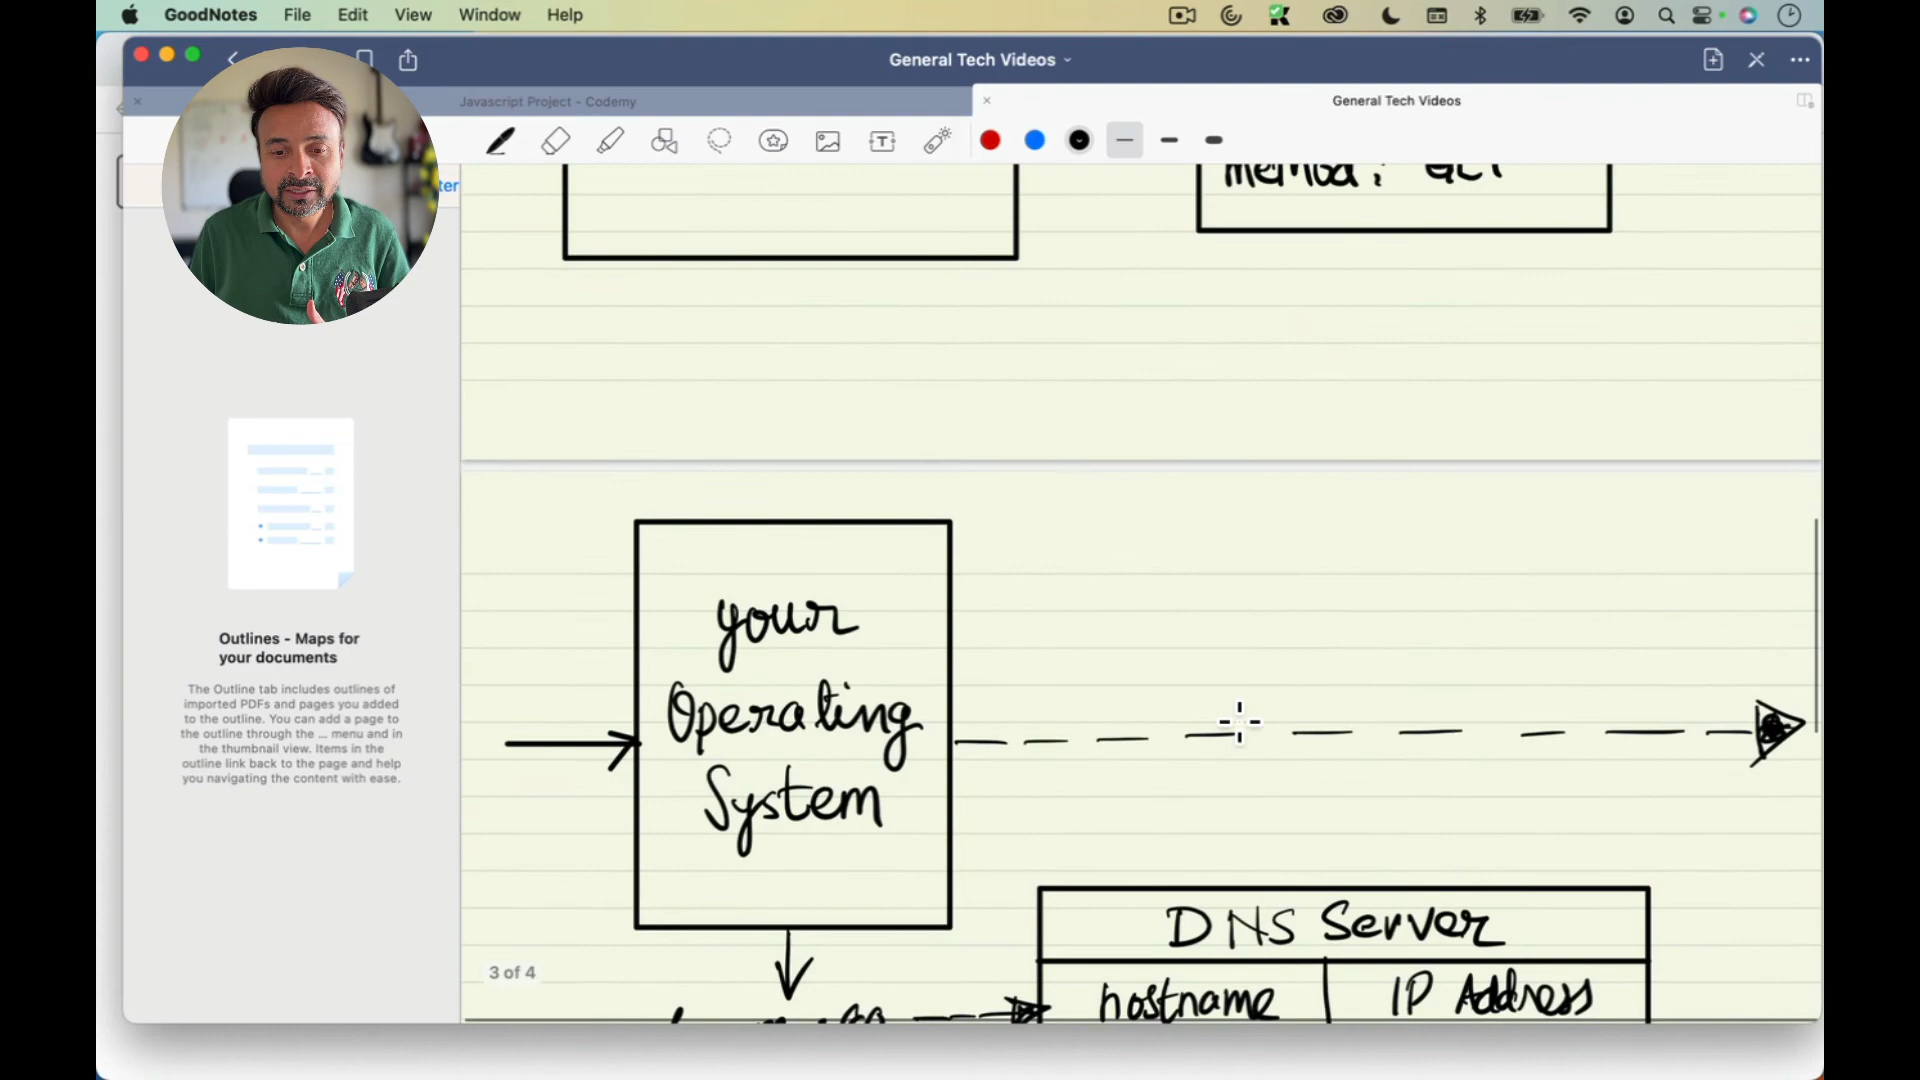 GoodNotes File Edit View Window Help
General Tech Videos
Javascript Project - Codemy
General Tech Videos
ter
method: GET
your
Operating
System
DNS Server
hostname IP Address
3 of 4
Outlines - Maps for
your documents
The Outline tab includes outlines of
imported PDFs and pages you added
to the outline. You can add a page to
the outline through the ... menu and in
the thumbnail view. Items in the
outline link back to the page and help
you navigating the content with ease.